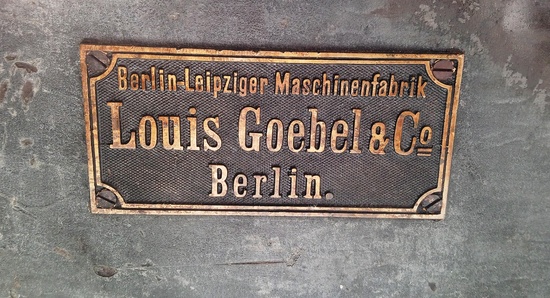 Berlin-Leipziger Maschinenfabrik
Louis Goebel & Co
Berlin.